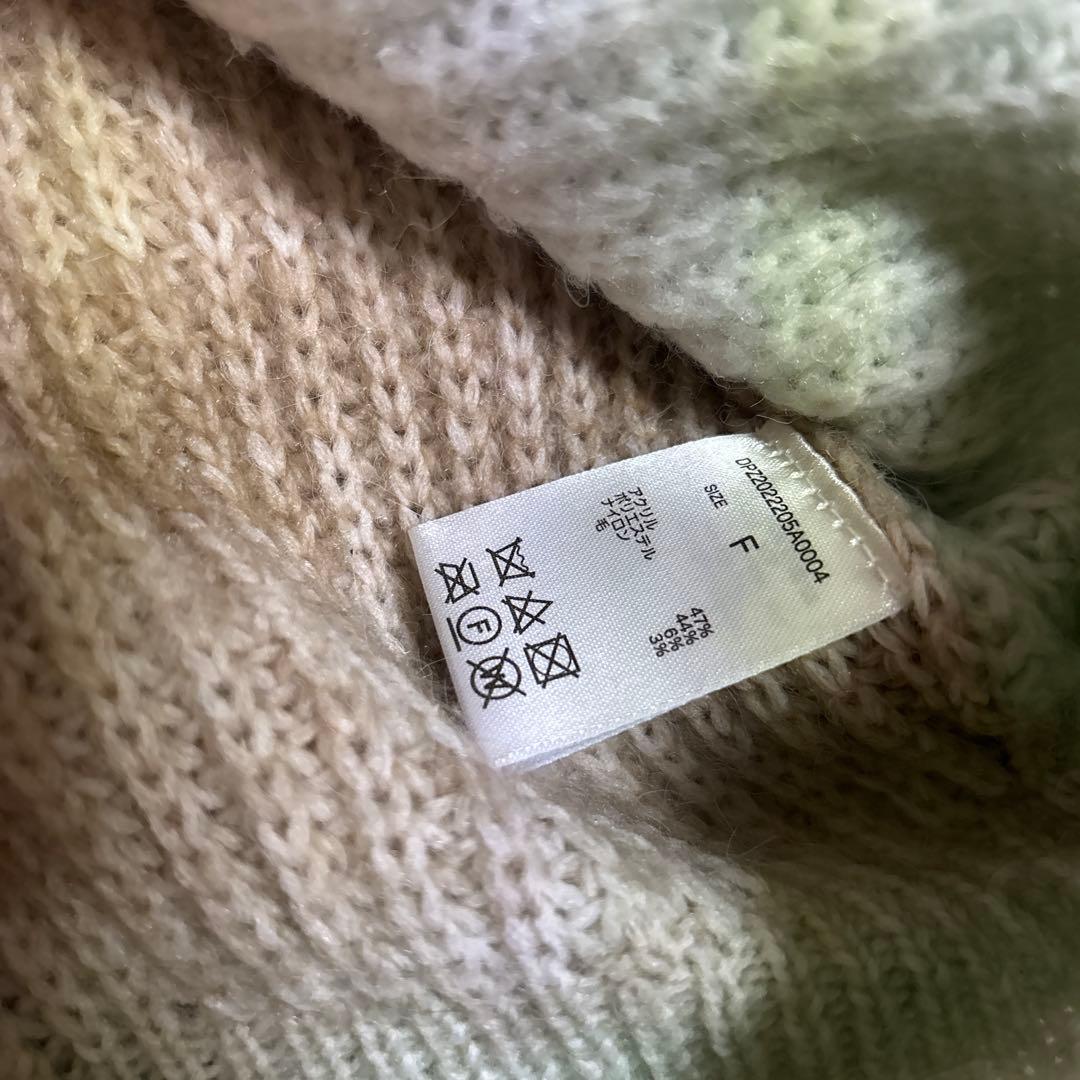 DPZ2022205A0004
SIZE F
アクリル 47%
ポリエステル 44%
ナイロン 6%
毛 3%
F
W